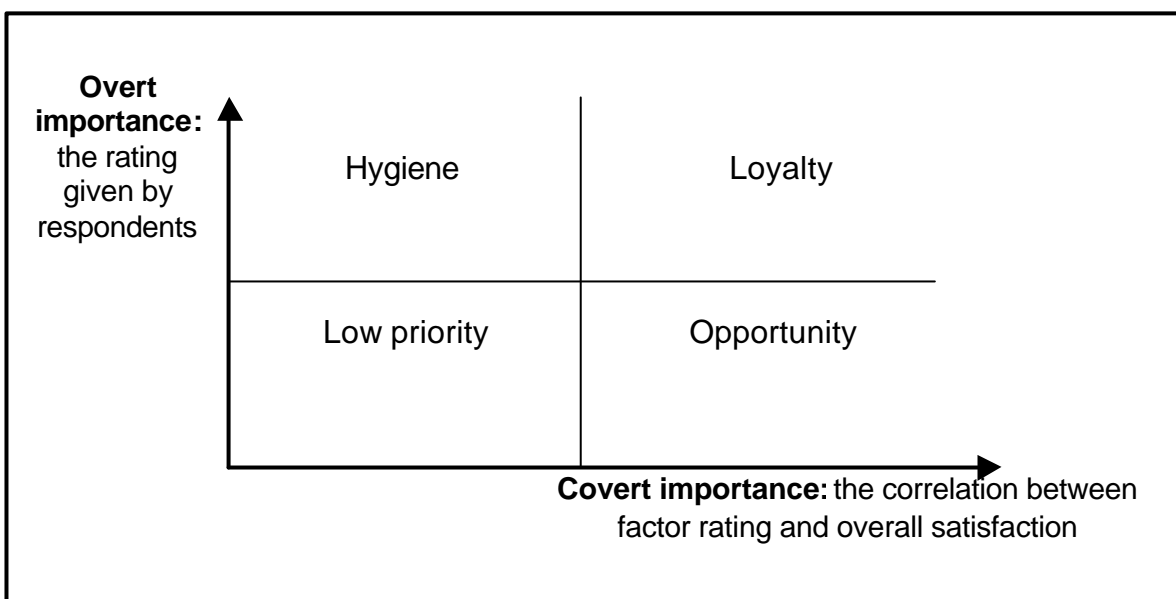 Overt
importance:
the rating
given by
respondents
Hygiene
Loyalty
Low priority
Opportunity
Covert importance: the correlation between
factor rating and overall satisfaction